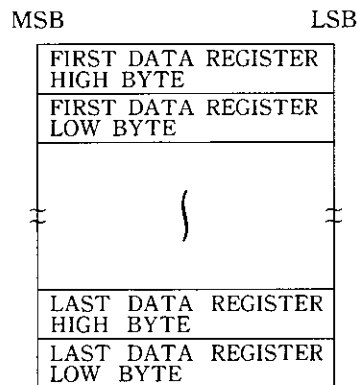 MSB LSB
FIRST DATA REGISTER
HIGH BYTE
FIRST DATA REGISTER
LOW BYTE
LAST DATA REGISTER
HIGH BYTE
LAST DATA REGISTER
LOW BYTE